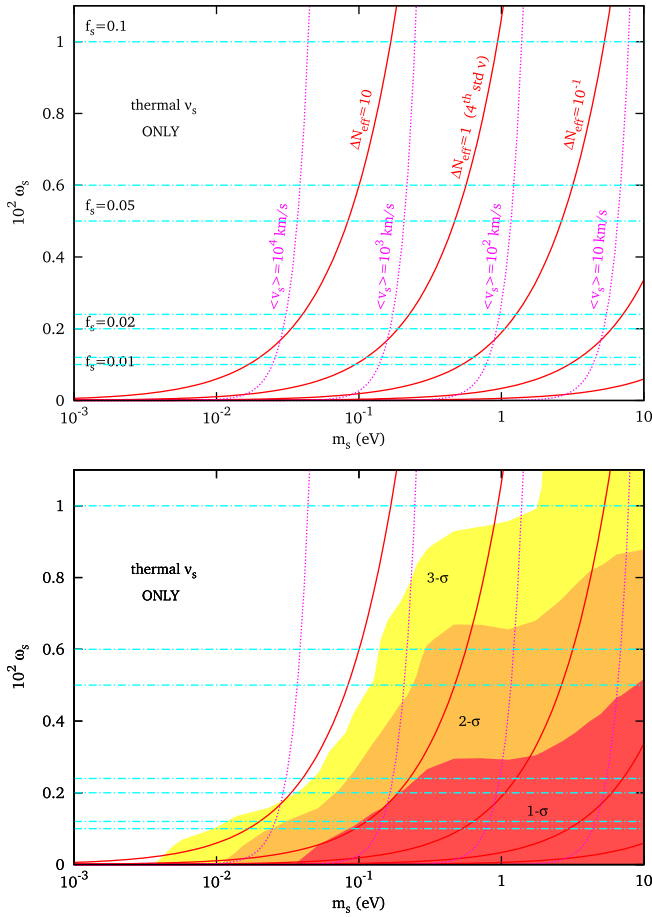 f_s=0.1
1
thermal ν_s
ONLY
ΔN_eff=10
ΔN_eff=1 (4^th std ν)
ΔN_eff=10^-1
0.8
0.6
10^2 ω_s
f_s=0.05
<v_s>=10^4 km/s
<v_s>=10^3 km/s
<v_s>=10^2 km/s
<v_s>=10 km/s
0.4
f_s=0.02
0.2
f_s=0.01
0
10^-3
10^-2
10^-1
1
10
m_s (eV)
1
thermal ν_s
ONLY
3-σ
0.8
0.6
10^2 ω_s
0.4
2-σ
0.2
1-σ
0
10^-3
10^-2
10^-1
1
10
m_s (eV)